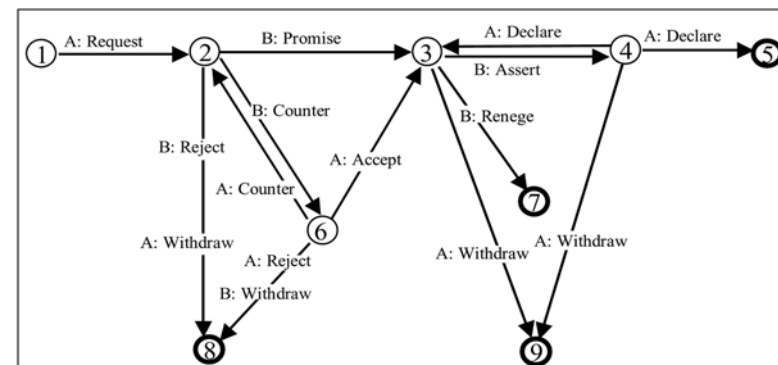 A: Request
B: Promise
A: Declare
A: Declare
1
2
3
4
5
B: Assert
B: Counter
B: Renege
B: Reject
A: Accept
A: Counter
7
6
A: Withdraw
A: Reject
A: Withdraw
A: Withdraw
B: Withdraw
8
9